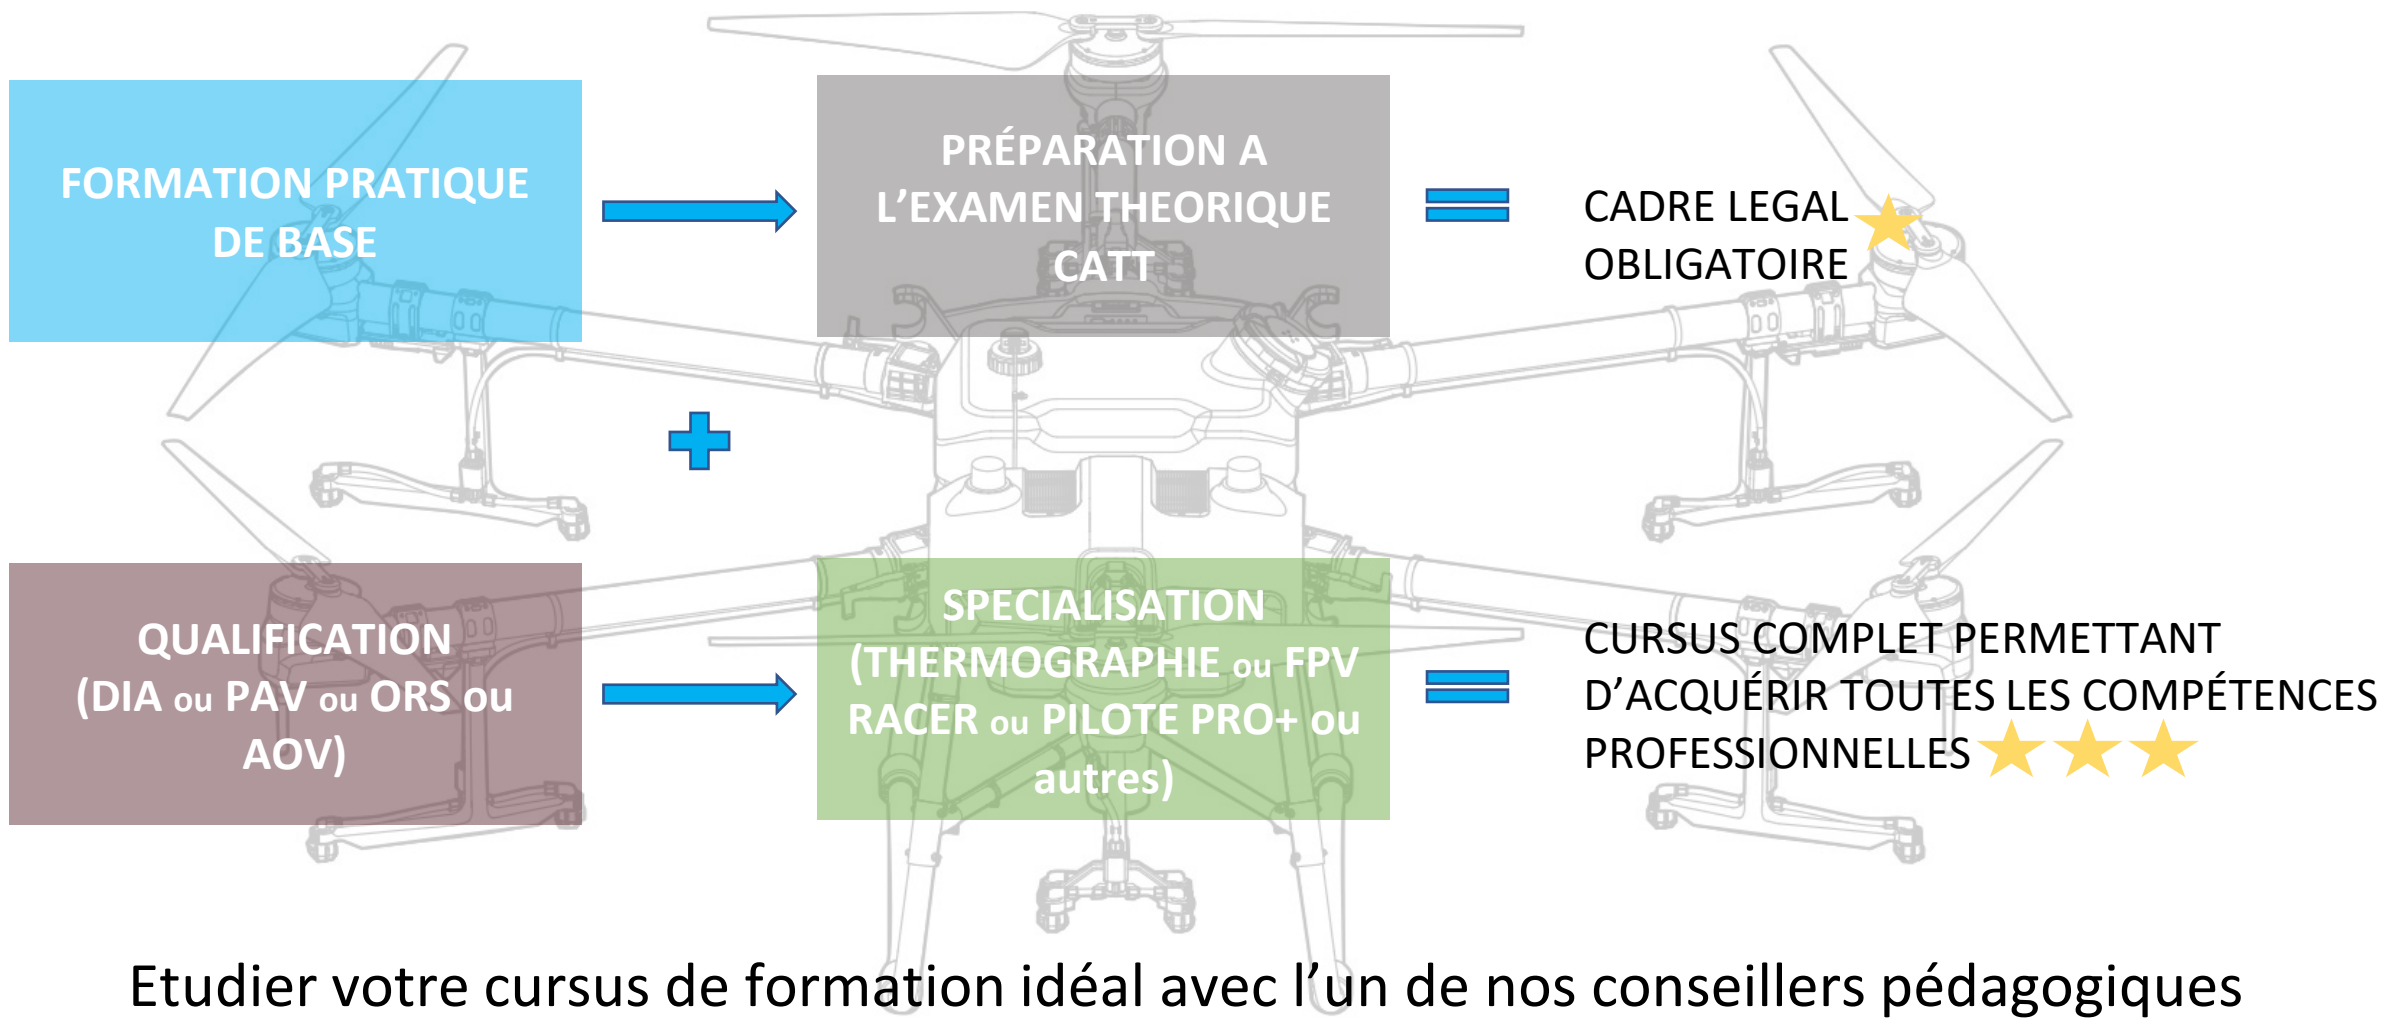 FORMATION PRATIQUE
DE BASE
PRÉPARATION A
L’EXAMEN THEORIQUE
CATT
CADRE LEGAL
OBLIGATOIRE
QUALIFICATION
(DIA ou PAV ou ORS ou
AOV)
SPECIALISATION
(THERMOGRAPHIE ou FPV
RACER ou PILOTE PRO+ ou
autres)
CURSUS COMPLET PERMETTANT
D’ACQUÉRIR TOUTES LES COMPÉTENCES
PROFESSIONNELLES
Etudier votre cursus de formation idéal avec l’un de nos conseillers pédagogiques